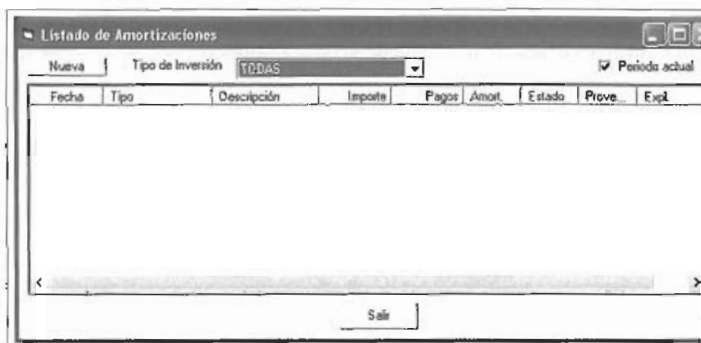 Listado de Amortizaciones
Nueva Tipo de Inversión TODAS Periodo actual
Fecha Tipo Descripción Importe Pagos Amort. Estado Prove... Expl.
Salir